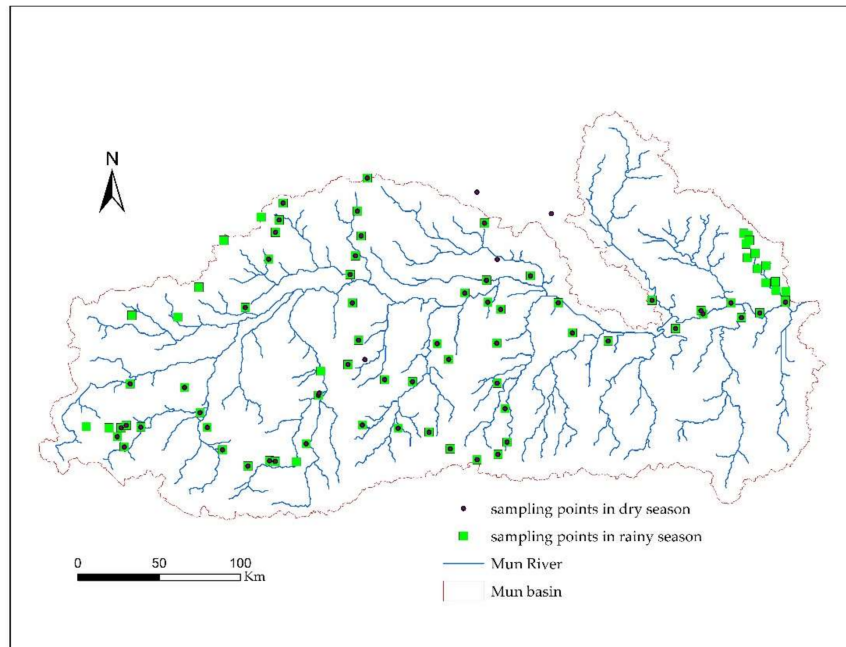 N
sampling points in dry season
sampling points in rainy season
Mun River
Mun basin
0 50 100
Km